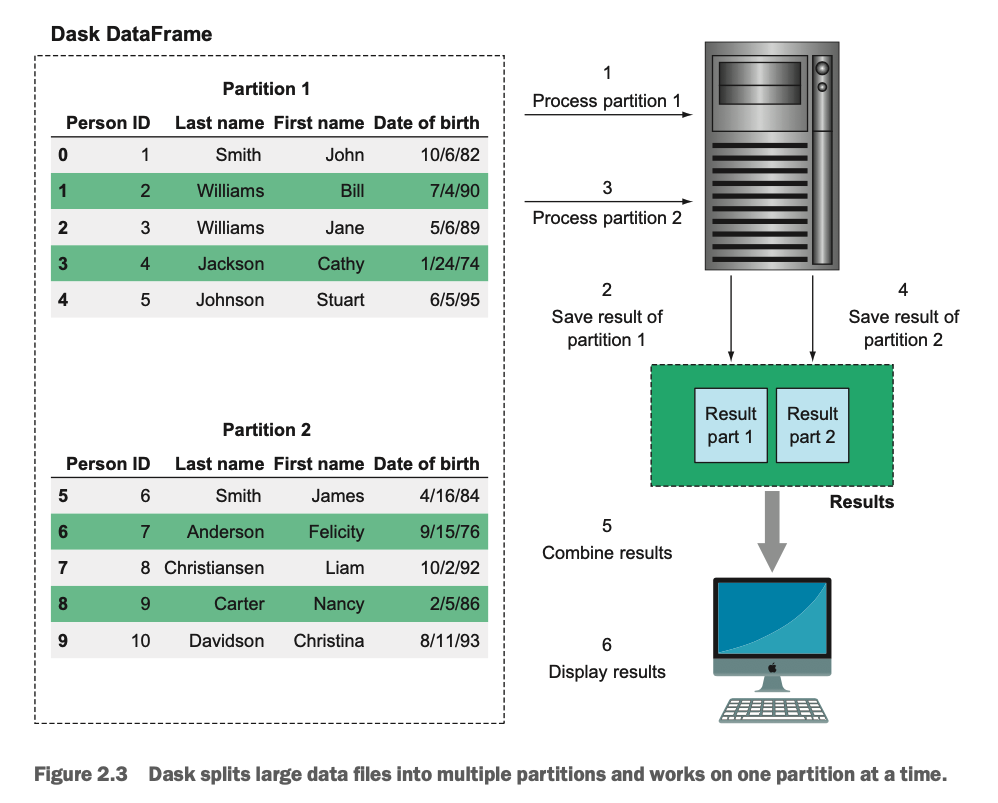 Dask DataFrame
Partition 1
Person ID Last name First name Date of birth
0 1 Smith John 10/6/82
1 2 Williams Bill 7/4/90
2 3 Williams Jane 5/6/89
3 4 Jackson Cathy 1/24/74
4 5 Johnson Stuart 6/5/95
Partition 2
Person ID Last name First name Date of birth
5 6 Smith James 4/16/84
6 7 Anderson Felicity 9/15/76
7 8 Christiansen Liam 10/2/92
8 9 Carter Nancy 2/5/86
9 10 Davidson Christina 8/11/93
1
Process partition 1
3
Process partition 2
2
Save result of
partition 1
4
Save result of
partition 2
Result
part 1
Result
part 2
Results
5
Combine results
6
Display results
Figure 2.3 Dask splits large data files into multiple partitions and works on one partition at a time.